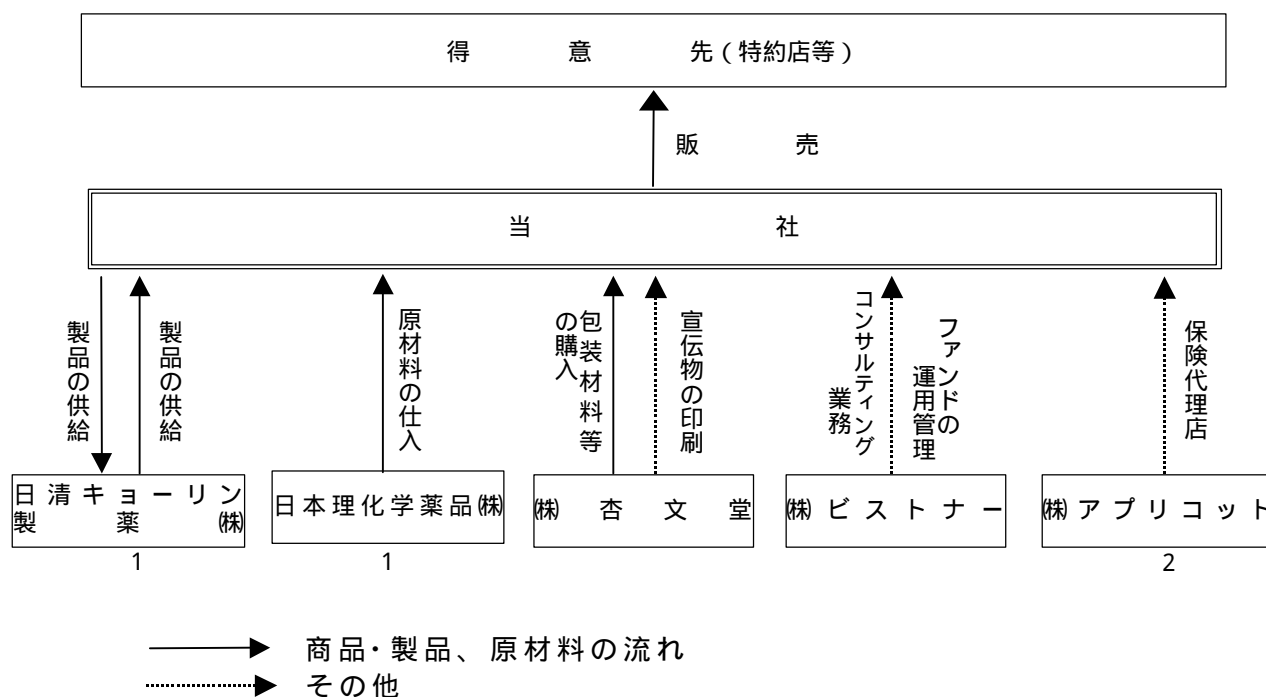 得意先(特約店等)
販売
当社
製品の供給
製品の供給
原材料の仕入
包装材料等
の購入
宣伝物の印刷
ファンドの
運用管理
コンサルティング
業務
保険代理店
日清キョーリン
製薬㈱
日本理化学薬品㈱
㈱杏文堂
㈱ビストナー
㈱アプリコット
1
1
2
商品・製品、原材料の流れ
その他